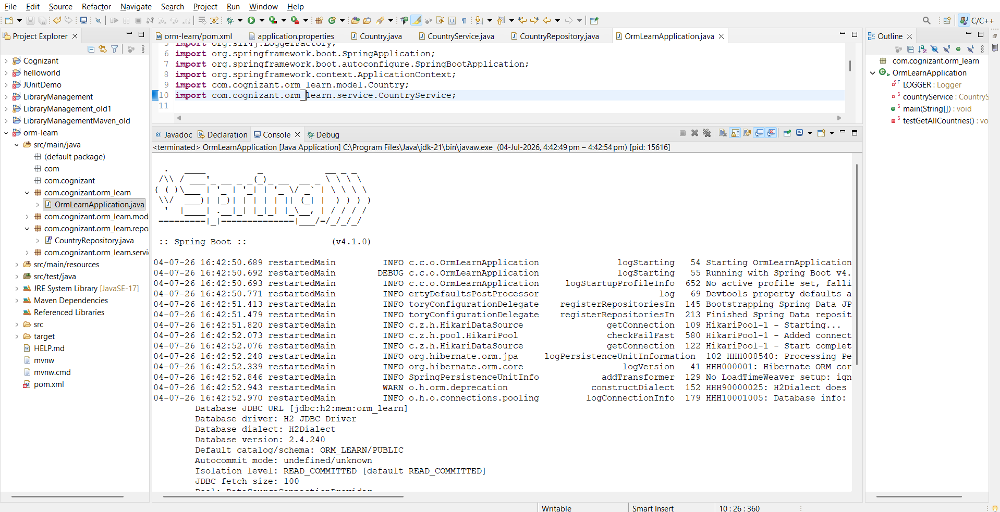 File Edit Source Refactor Navigate Search Project Run Window Help
C/C++
Project Explorer
Cognizant
helloworld
JUnitDemo
LibraryManagement
LibraryManagement_old1
LibraryManagementMaven_old
orm-learn
src/main/java
(default package)
com
com.cognizant
com.cognizant.orm_learn
OrmLearnApplication.java
com.cognizant.orm_learn.mod
com.cognizant.orm_learn.repo
CountryRepository.java
com.cognizant.orm_learn.servi
src/main/resources
src/test/java
JRE System Library [JavaSE-17]
Maven Dependencies
Referenced Libraries
src
target
HELP.md
mvnw
mvnw.cmd
pom.xml
orm-learn/pom.xml application.properties Country.java CountryService.java CountryRepository.java OrmLearnApplication.java
5 import org.slf4j.LoggerFactory;
6 import org.springframework.boot.SpringApplication;
7 import org.springframework.boot.autoconfigure.SpringBootApplication;
8 import org.springframework.context.ApplicationContext;
9 import com.cognizant.orm_learn.model.Country;
10 import com.cognizant.orm_learn.service.CountryService;
11
Javadoc Declaration Console Debug
<terminated> OrmLearnApplication [Java Application] C:\Program Files\Java\jdk-21\bin\javaw.exe (04-Jul-2026, 4:42:49 pm – 4:42:54 pm) [pid: 15616]
  .   ____          _            __ _ _
 /\\ / ___'_ __ _ _(_)_ __  __ _ \ \ \ \
( ( )\___ | '_ | '_| | '_ \/ _` | \ \ \ \
 \\/  ___)| |_)| | | | | || (_| |  ) ) ) )
  '  |____| .__|_| |_|_| |_\__, | / / / /
 =========|_|==============|___/=/_/_/_/
:: Spring Boot :: (v4.1.0)
04-07-26 16:42:50.689 restartedMain INFO c.c.o.OrmLearnApplication logStarting 54 Starting OrmLearnApplication
04-07-26 16:42:50.692 restartedMain DEBUG c.c.o.OrmLearnApplication logStarting 55 Running with Spring Boot v4.
04-07-26 16:42:50.693 restartedMain INFO c.c.o.OrmLearnApplication logStartupProfileInfo 652 No active profile set, falli
04-07-26 16:42:50.771 restartedMain INFO ertyDefaultsPostProcessor log 69 Devtools property defaults a
04-07-26 16:42:51.413 restartedMain INFO toryConfigurationDelegate registerRepositoriesIn 145 Bootstrapping Spring Data JP
04-07-26 16:42:51.479 restartedMain INFO toryConfigurationDelegate registerRepositoriesIn 213 Finished Spring Data reposit
04-07-26 16:42:51.820 restartedMain INFO c.z.h.HikariDataSource getConnection 109 HikariPool-1 - Starting...
04-07-26 16:42:52.073 restartedMain INFO c.z.h.pool.HikariPool checkFailFast 580 HikariPool-1 - Added connect
04-07-26 16:42:52.076 restartedMain INFO c.z.h.HikariDataSource getConnection 122 HikariPool-1 - Start complet
04-07-26 16:42:52.248 restartedMain INFO org.hibernate.orm.jpa logPersistenceUnitInformation 102 HHH008540: Processing Pe
04-07-26 16:42:52.339 restartedMain INFO org.hibernate.orm.core logVersion 41 HHH000001: Hibernate ORM cor
04-07-26 16:42:52.846 restartedMain INFO SpringPersistenceUnitInfo addTransformer 129 No LoadTimeWeaver setup: ign
04-07-26 16:42:52.943 restartedMain WARN o.h.orm.deprecation constructDialect 152 HHH90000025: H2Dialect does
04-07-26 16:42:52.970 restartedMain INFO o.h.o.connections.pooling logConnectionInfo 179 HHH10001005: Database info:
Database JDBC URL [jdbc:h2:mem:orm_learn]
Database driver: H2 JDBC Driver
Database dialect: H2Dialect
Database version: 2.4.240
Default catalog/schema: ORM_LEARN/PUBLIC
Autocommit mode: undefined/unknown
Isolation level: READ_COMMITTED [default READ_COMMITTED]
JDBC fetch size: 100
Pool: DataSourceConnectionProvider
Outline
com.cognizant.orm_learn
OrmLearnApplication
LOGGER : Logger
countryService : CountryS
main(String[]) : void
testGetAllCountries() : vo
Writable Smart Insert 10 : 26 : 360